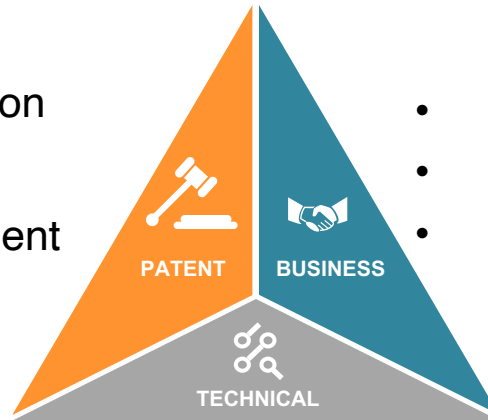 on
ent
•
•
•
PATENT
BUSINESS
TECHNICAL